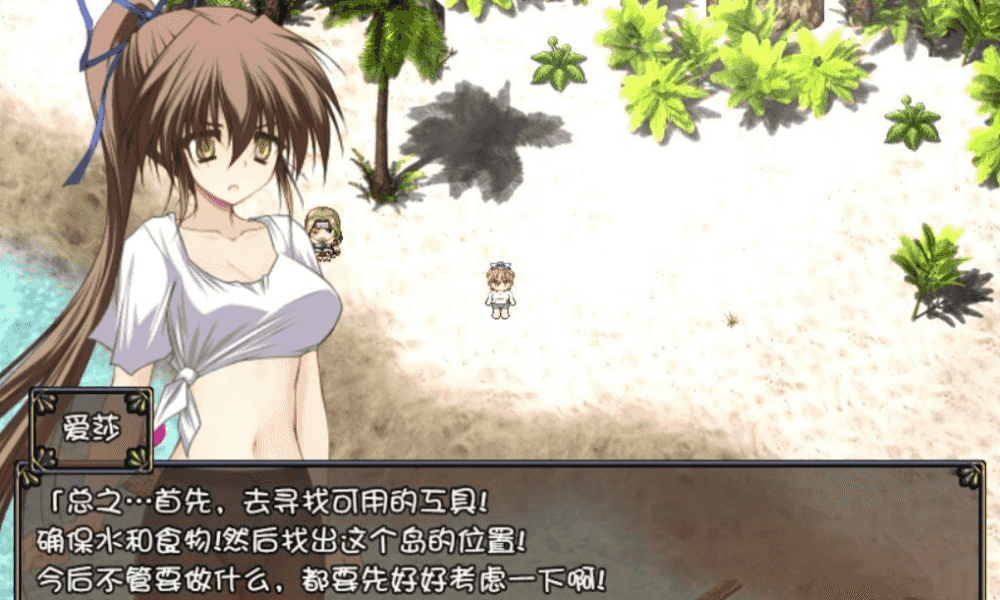 爱莎
「总之…首先，去寻找可用的工具!
确保水和食物!然后找出这个岛的位置!
今后不管要做什么，都要先好好考虑一下啊!